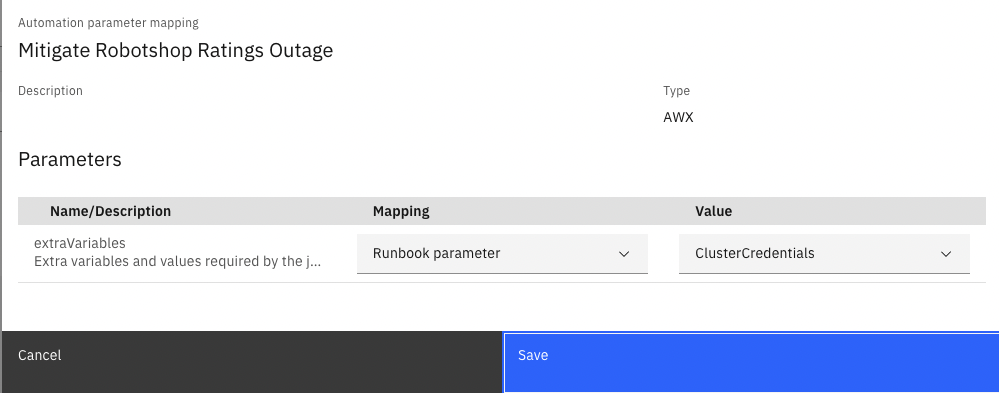 Automation parameter mapping
Mitigate Robotshop Ratings Outage
Description
Type
AWX
Parameters
Name/Description Mapping Value
extraVariables
Extra variables and values required by the j...
Runbook parameter
ClusterCredentials
Cancel
Save